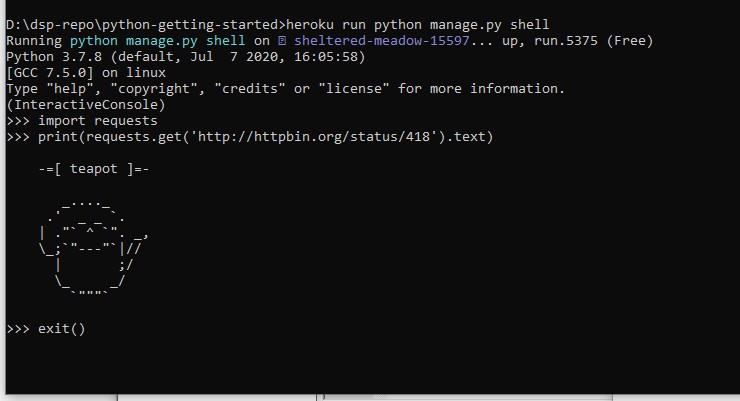 D:\dsp-repo\python-getting-started>heroku run python manage.py shell
Running python manage.py shell on ⍰ sheltered-meadow-15597... up, run.5375 (Free)
Python 3.7.8 (default, Jul  7 2020, 16:05:58)
[GCC 7.5.0] on linux
Type "help", "copyright", "credits" or "license" for more information.
(InteractiveConsole)
>>> import requests
>>> print(requests.get('http://httpbin.org/status/418').text)
    -=[ teapot ]=-
       _...._
     .'  _ _ `.
    | ."` ^ `". _,
    \_;`"---"`|//
      |       ;/
      \_     _/
        `"""`
>>> exit()